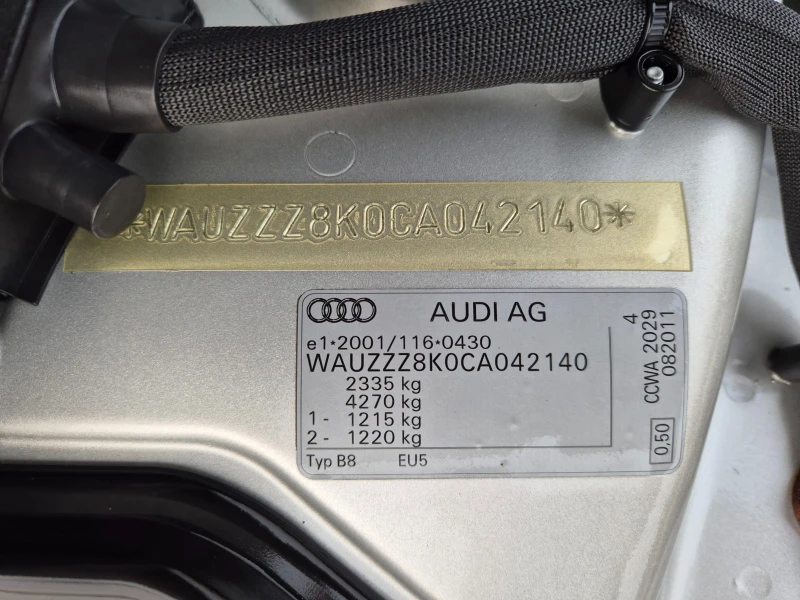 *WAUZZZ8K0CA042140*
AUDI AG
e1*2001/116*0430
WAUZZZ8K0CA042140
2335 kg
4270 kg
1- 1215 kg
2- 1220 kg
Typ B8 EU5
4
CCWA 2029
082011
0,50